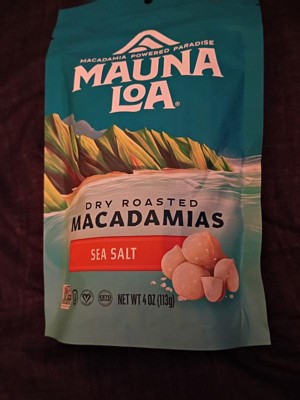 MACADAMIA POWERED PARADISE
MAUNA
LOA®
DRY ROASTED
MACADAMIAS
SEA SALT
NET WT 4 OZ (113g)